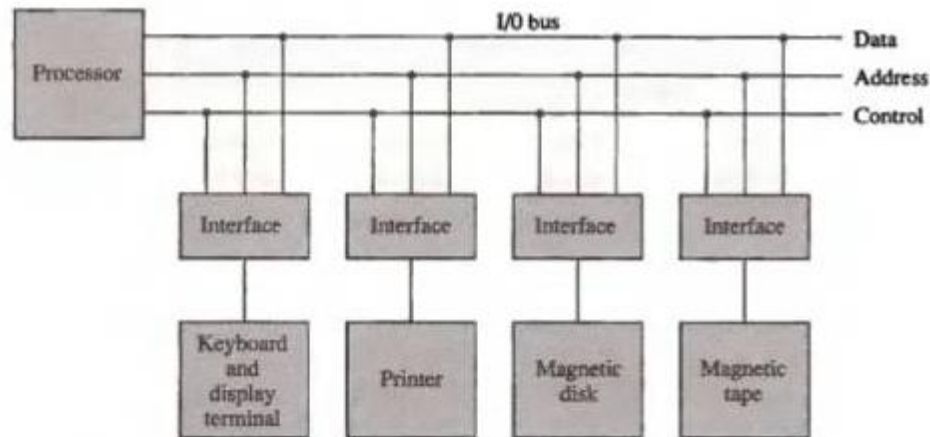 I/0 bus
Data
Processor
Address
Control
Interface
Interface
Interface
Interface
Keyboard
and
display
terminal
Printer
Magnetic
disk
Magnetic
tape